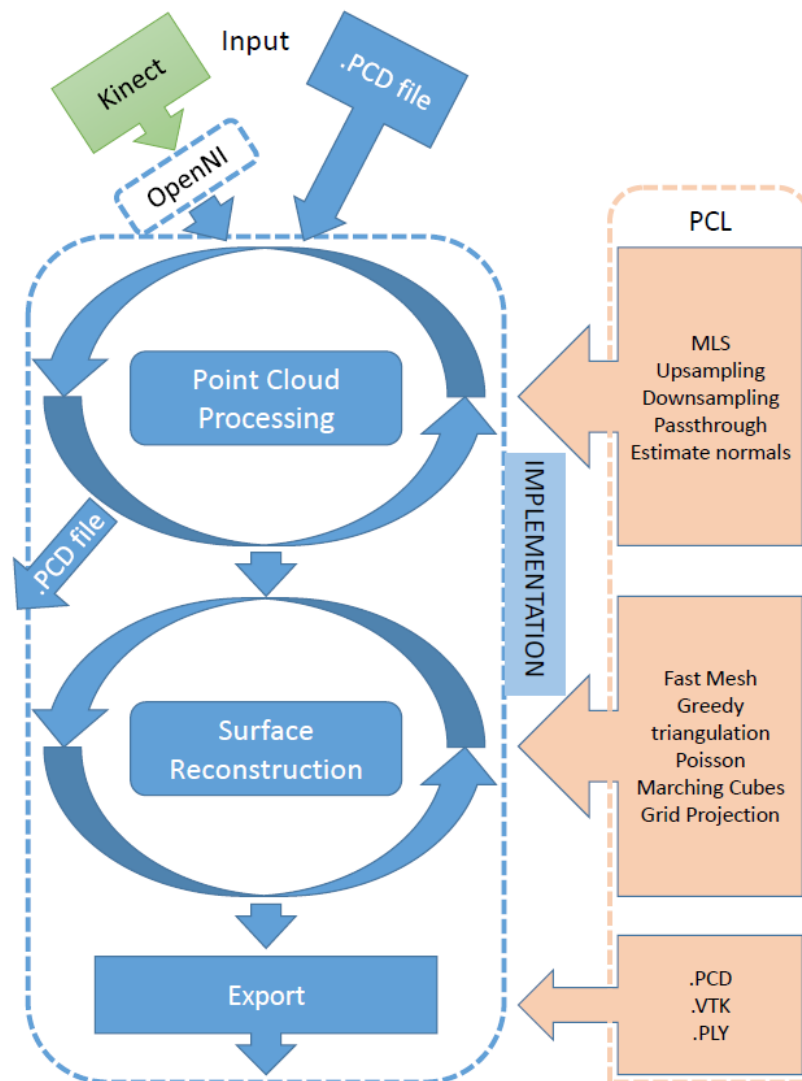 Input
Kinect
.PCD file
OpenNI
PCL
Point Cloud
Processing
MLS
Upsampling
Downsampling
Passthrough
Estimate normals
IMPLEMENTATION
.PCD file
Surface
Reconstruction
Fast Mesh
Greedy
triangulation
Poisson
Marching Cubes
Grid Projection
Export
.PCD
.VTK
.PLY